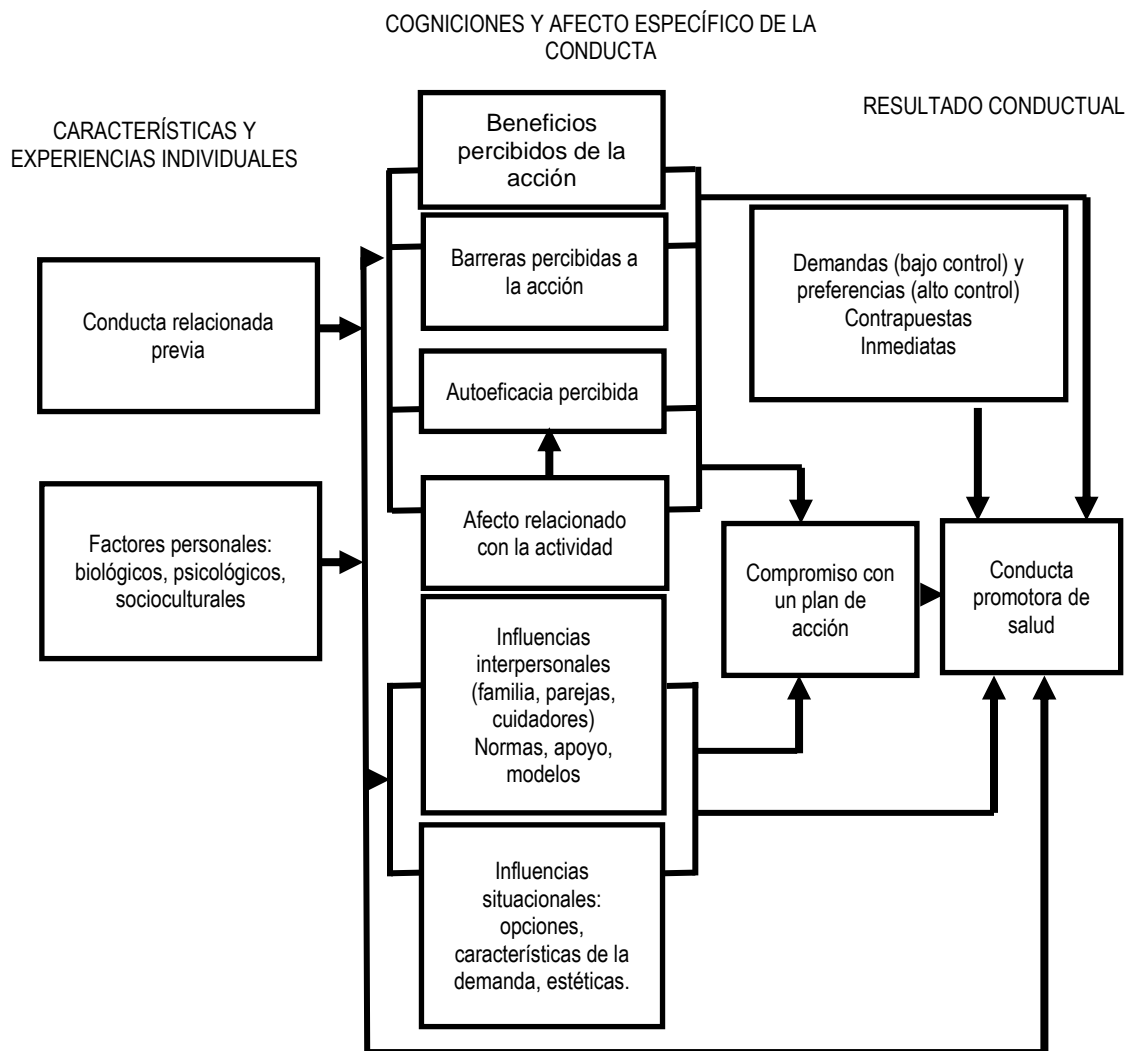 COGNICIONES Y AFECTO ESPECÍFICO DE LA
CONDUCTA
CARACTERÍSTICAS Y
EXPERIENCIAS INDIVIDUALES
RESULTADO CONDUCTUAL
Conducta relacionada
previa
Factores personales:
biológicos, psicológicos,
socioculturales
Beneficios
percibidos de la
acción
Barreras percibidas a
la acción
Autoeficacia percibida
Afecto relacionado
con la actividad
Influencias
interpersonales
(familia, parejas,
cuidadores)
Normas, apoyo,
modelos
Influencias
situacionales:
opciones,
características de la
demanda, estéticas.
Demandas (bajo control) y
preferencias (alto control)
Contrapuestas
Inmediatas
Compromiso con
un plan de
acción
Conducta
promotora de
salud